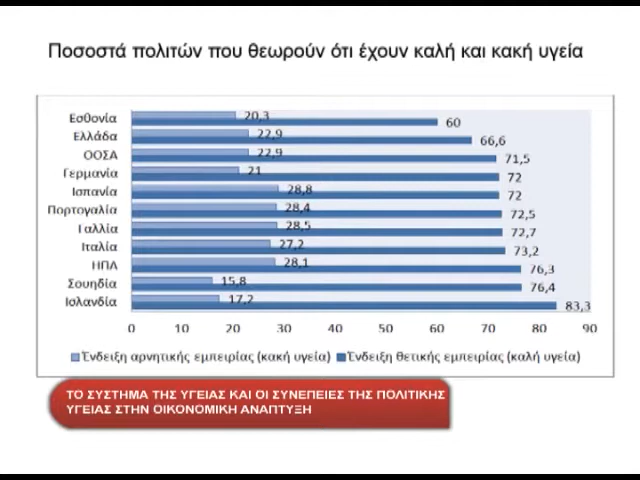 Ποσοστά πολιτών που θεωρούν ότι έχουν καλή και κακή υγεία
Εσθονία 20,3 60
Ελλάδα 22,9 66,6
ΟΟΣΑ 22,9 71,5
Γερμανία 21 72
Ισπανία 28,8 72
Πορτογαλία 28,4 72,5
Γαλλία 28,5 72,7
Ιταλία 27,2 73,2
ΗΠΑ 28,1 76,3
Σουηδία 15,8 76,4
Ισλανδία 17,2 83,3
0 10 20 30 40 50 60 70 80 90
Ένδειξη αρνητικής εμπειρίας (κακή υγεία) Ένδειξη θετικής εμπειρίας (καλή υγεία)
ΤΟ ΣΥΣΤΗΜΑ ΤΗΣ ΥΓΕΙΑΣ ΚΑΙ ΟΙ ΣΥΝΕΠΕΙΕΣ ΤΗΣ ΠΟΛΙΤΙΚΗΣ
ΥΓΕΙΑΣ ΣΤΗΝ ΟΙΚΟΝΟΜΙΚΗ ΑΝΑΠΤΥΞΗ